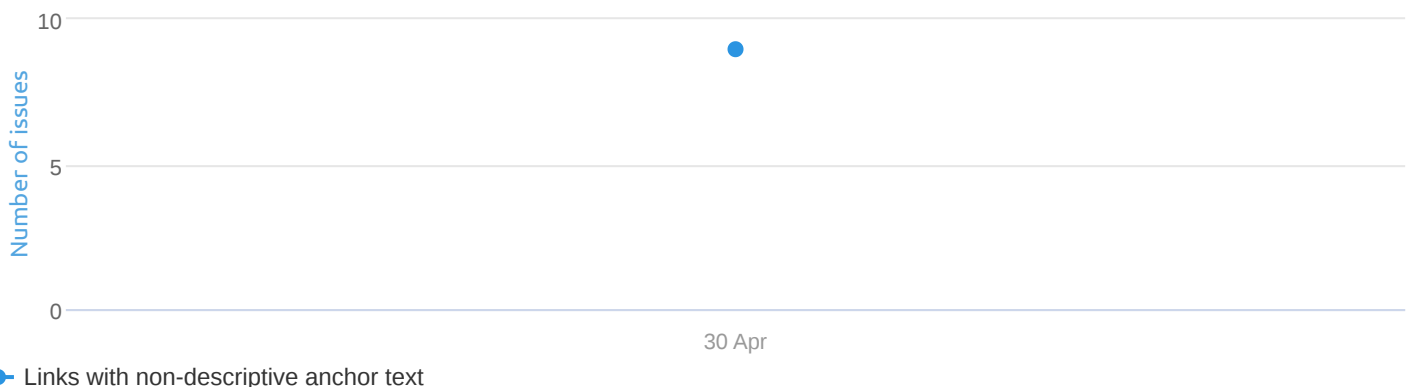 10
Number of issues
5
0
30 Apr
Links with non-descriptive anchor text